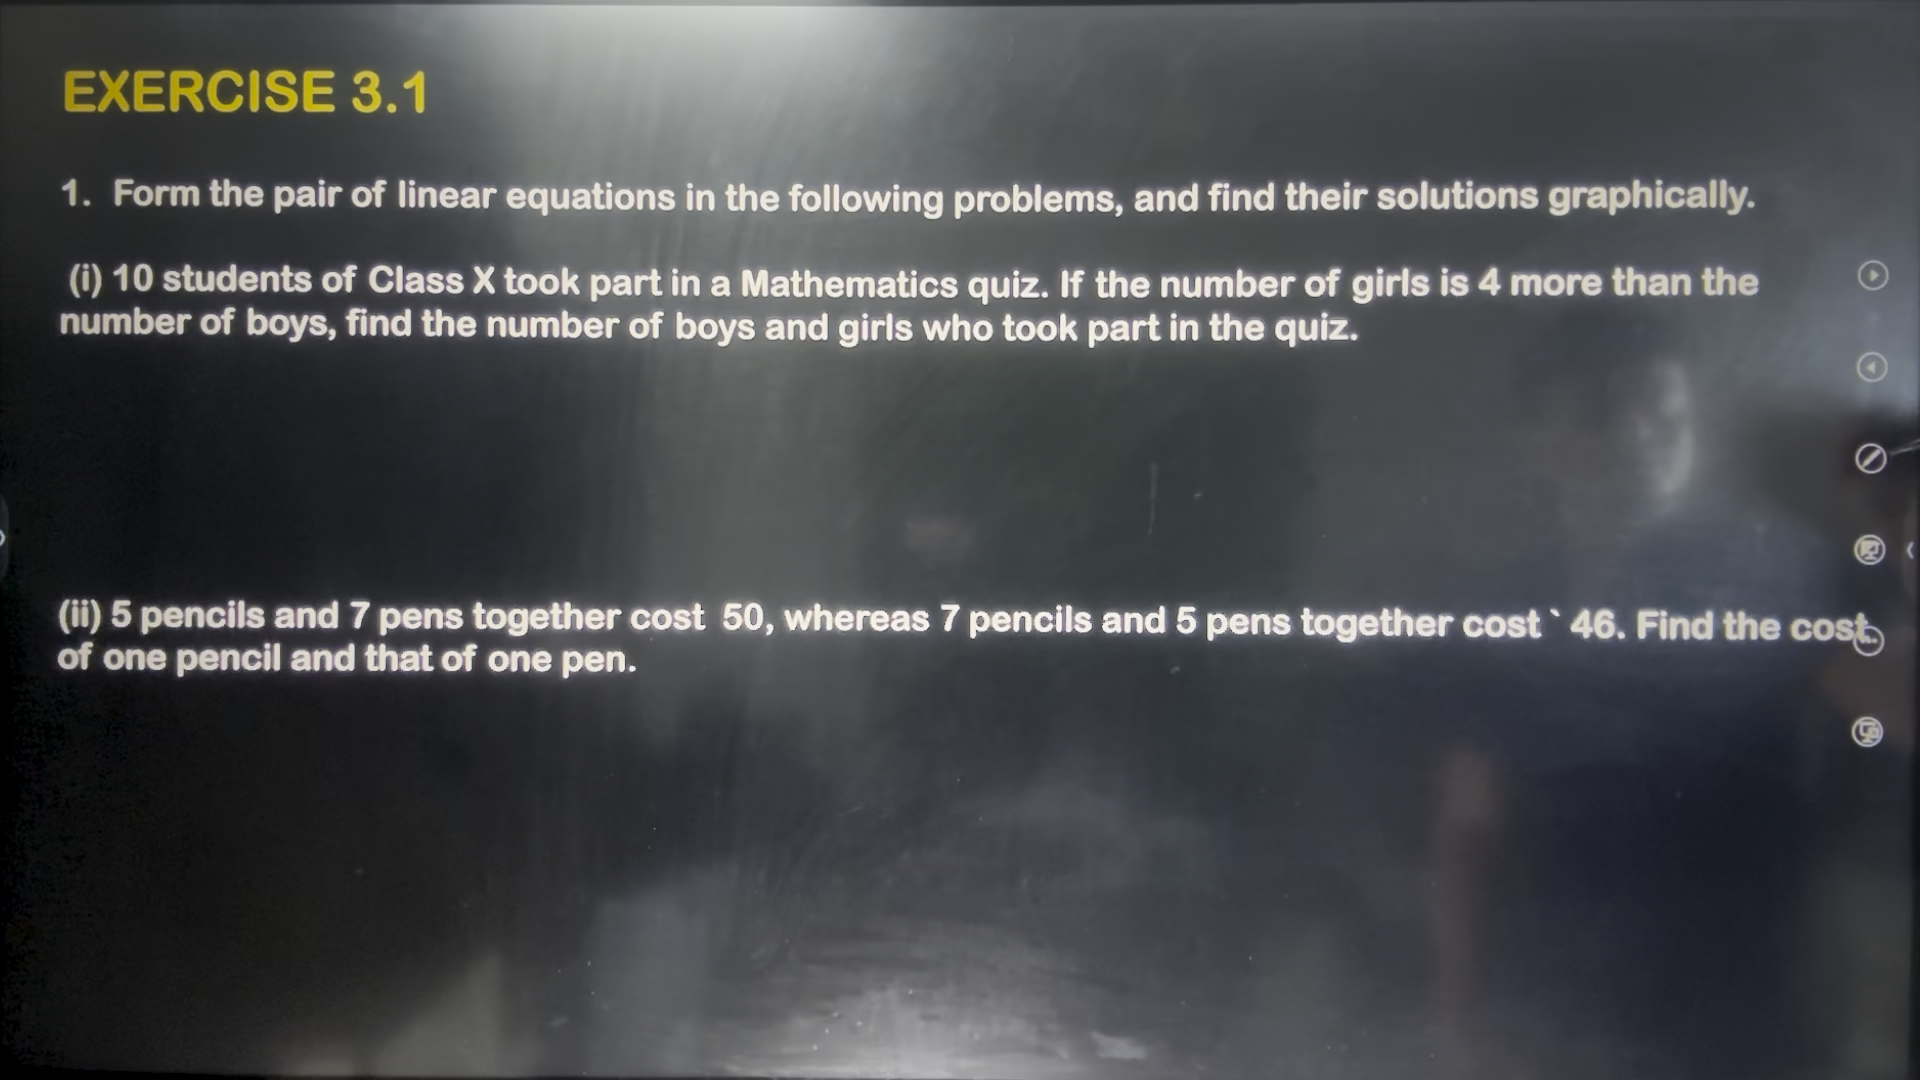 EXERCISE 3.1
1. Form the pair of linear equations in the following problems, and find their solutions graphically.
(i) 10 students of Class X took part in a Mathematics quiz. If the number of girls is 4 more than the
number of boys, find the number of boys and girls who took part in the quiz.
(ii) 5 pencils and 7 pens together cost 50, whereas 7 pencils and 5 pens together cost ` 46. Find the cost
of one pencil and that of one pen.